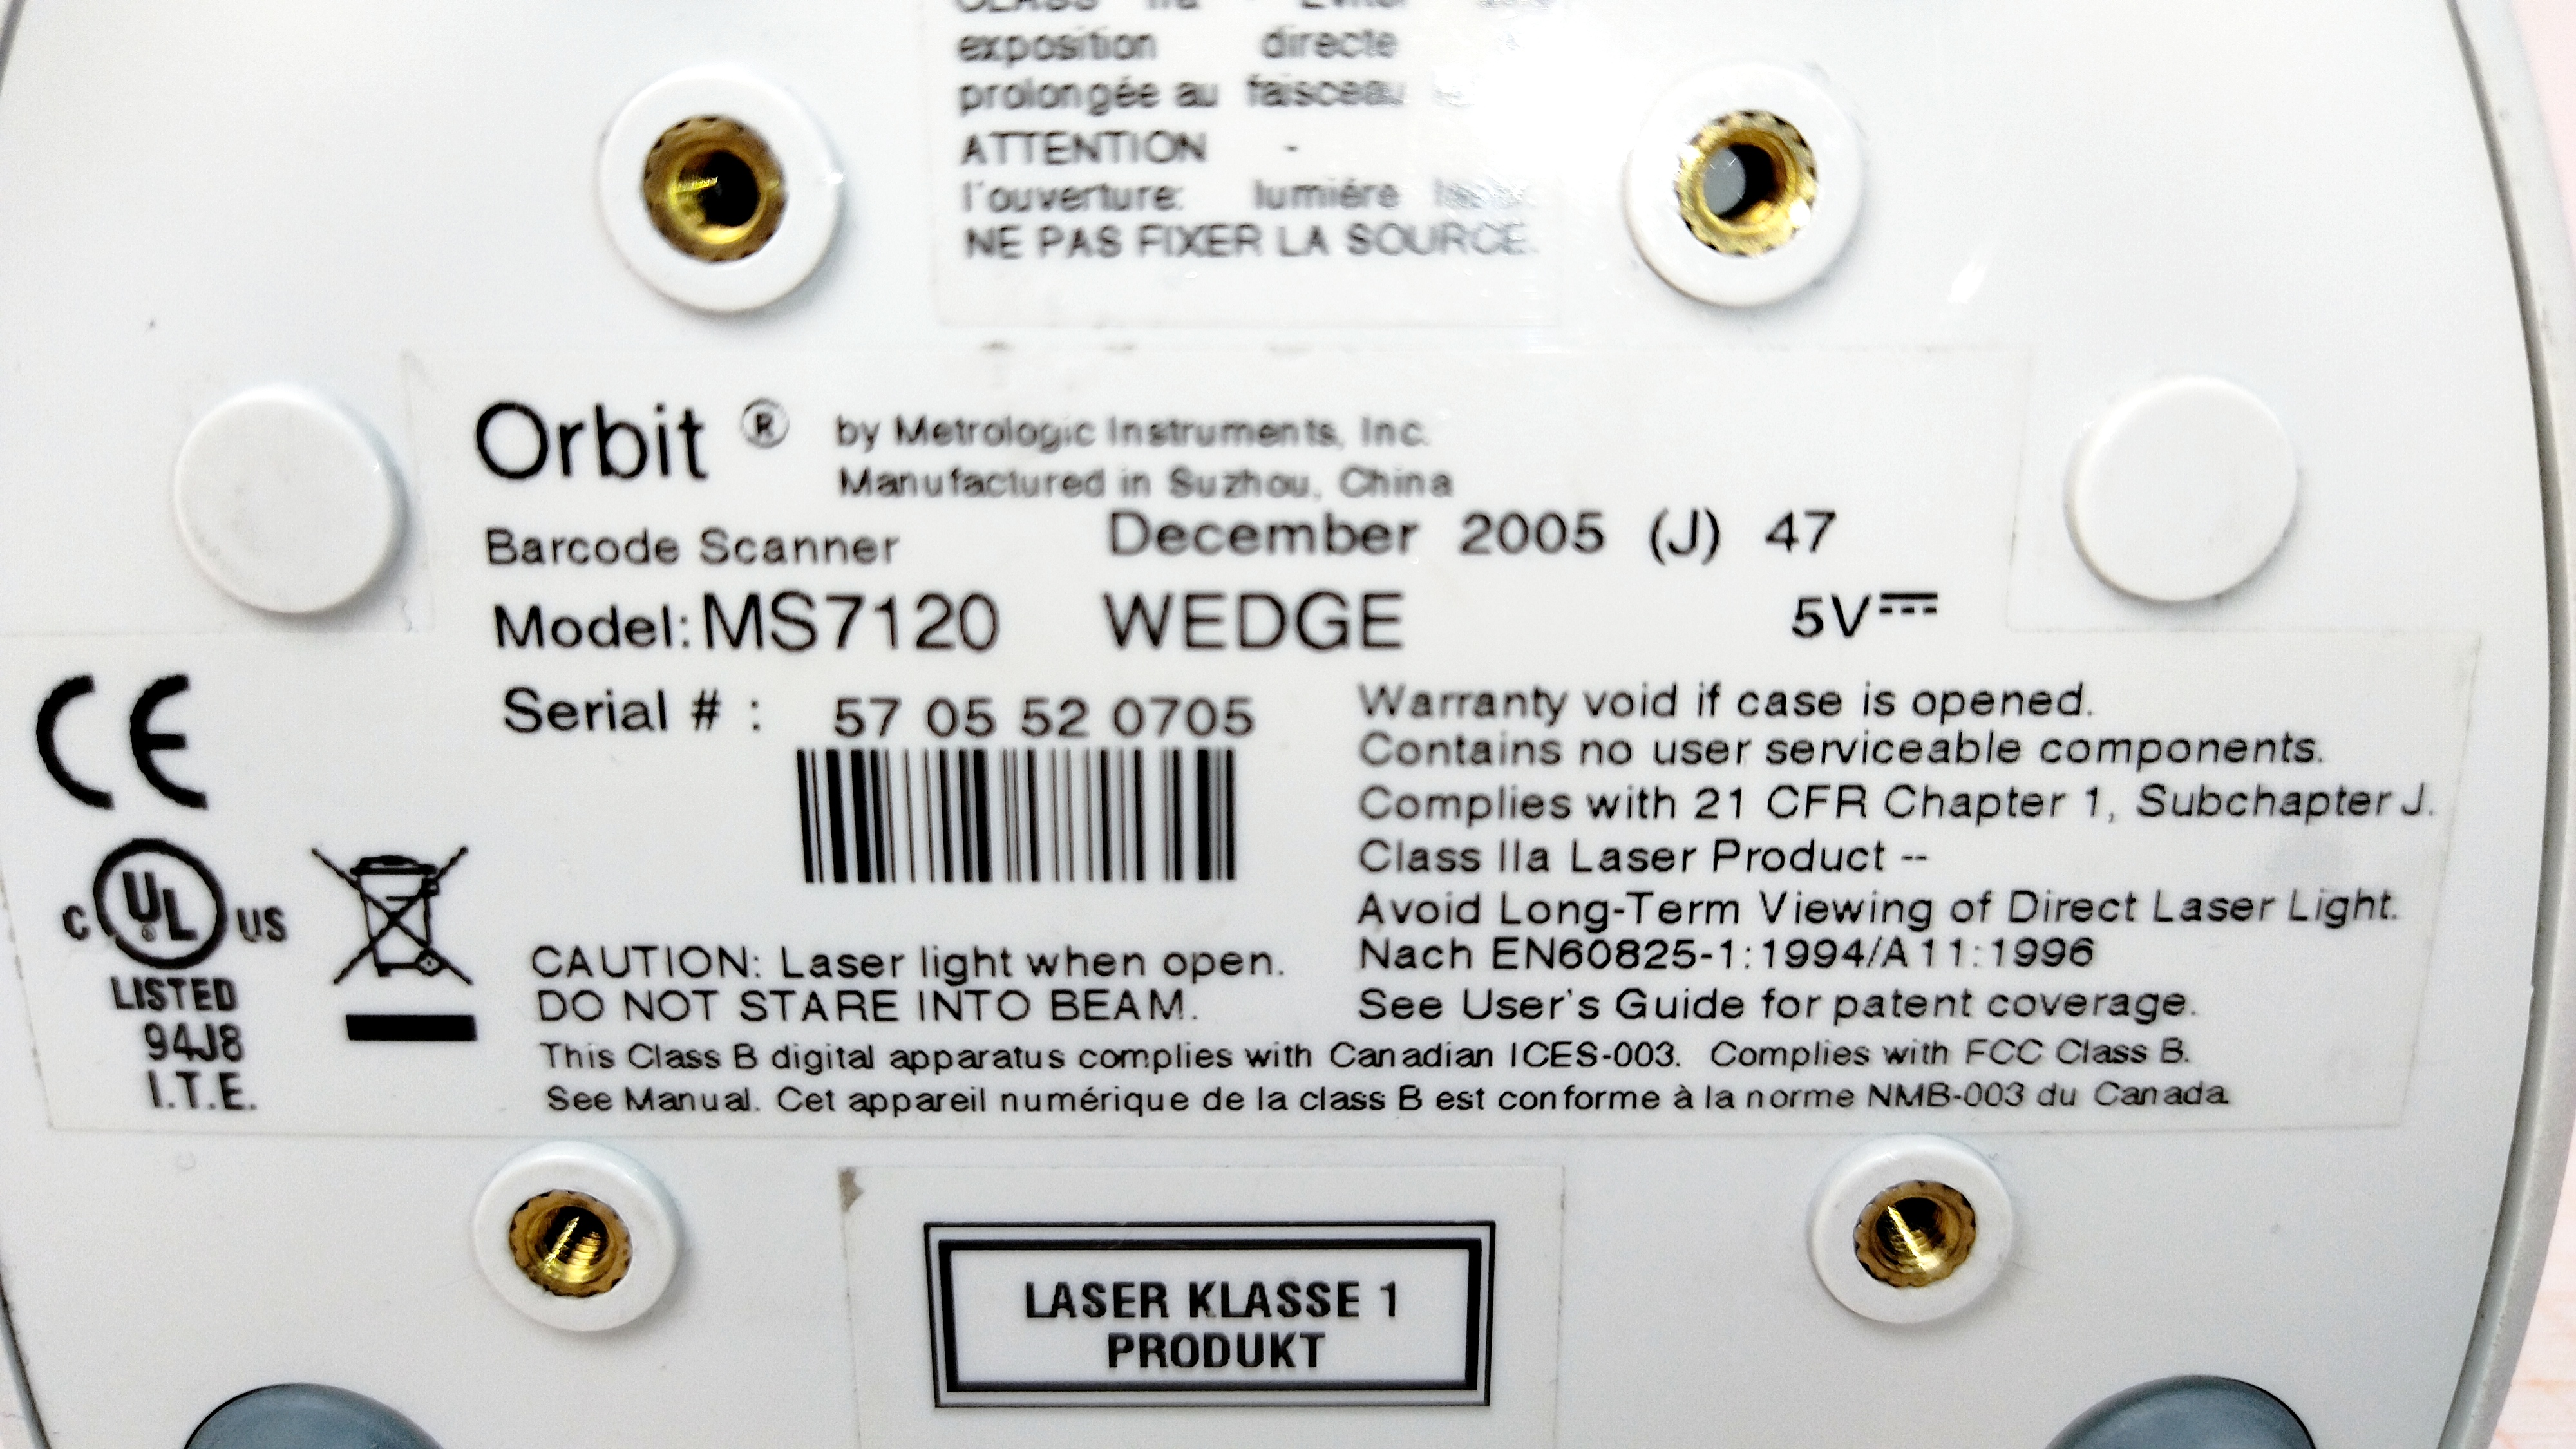 exposition directe
prolongée au faisceau
ATTENTION -
l'ouverture: lumiére
NE PAS FIXER LA SOURCE.
Orbit ® by Metrologic Instruments, Inc.
Manufactured in Suzhou, China
Barcode Scanner December 2005 (J) 47
Model: MS7120 WEDGE 5V
Serial # : 57 05 52 0705
CE
C UL ® US
LISTED
94J8
I.T.E.
Warranty void if case is opened.
Contains no user serviceable components.
Complies with 21 CFR Chapter 1, Subchapter J.
Class IIa Laser Product --
Avoid Long-Term Viewing of Direct Laser Light.
Nach EN60825-1:1994/A11:1996
See User's Guide for patent coverage.
CAUTION: Laser light when open.
DO NOT STARE INTO BEAM.
This Class B digital apparatus complies with Canadian ICES-003. Complies with FCC Class B.
See Manual. Cet appareil numérique de la class B est conforme à la norme NMB-003 du Canada
LASER KLASSE 1
PRODUKT